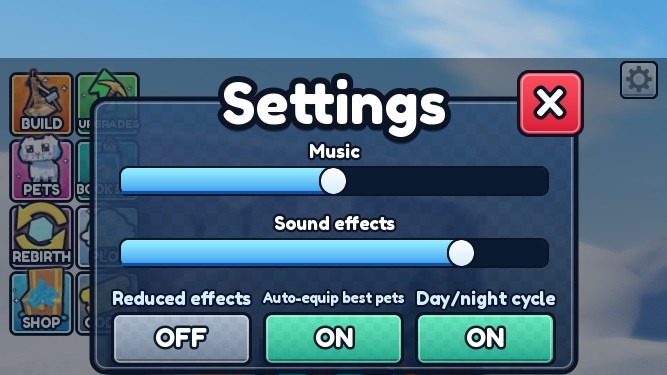 Settings
Music
Sound effects
Reduced effects
Auto-equip best pets
Day/night cycle
OFF
ON
ON
BUILD
UPGRADES
PETS
REBIRTH
SHOP